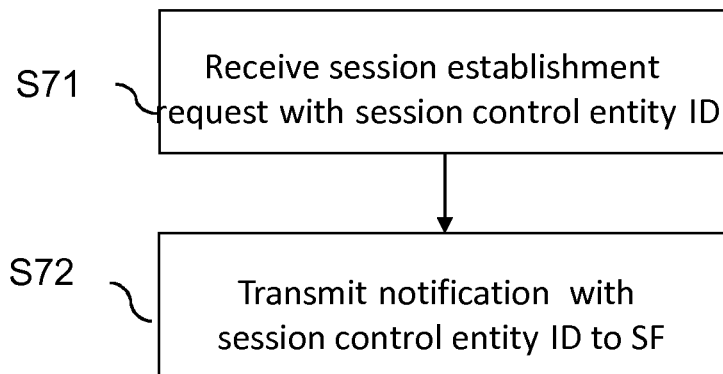 S71
Receive session establishment
request with session control entity ID
S72
Transmit notification with
session control entity ID to SF